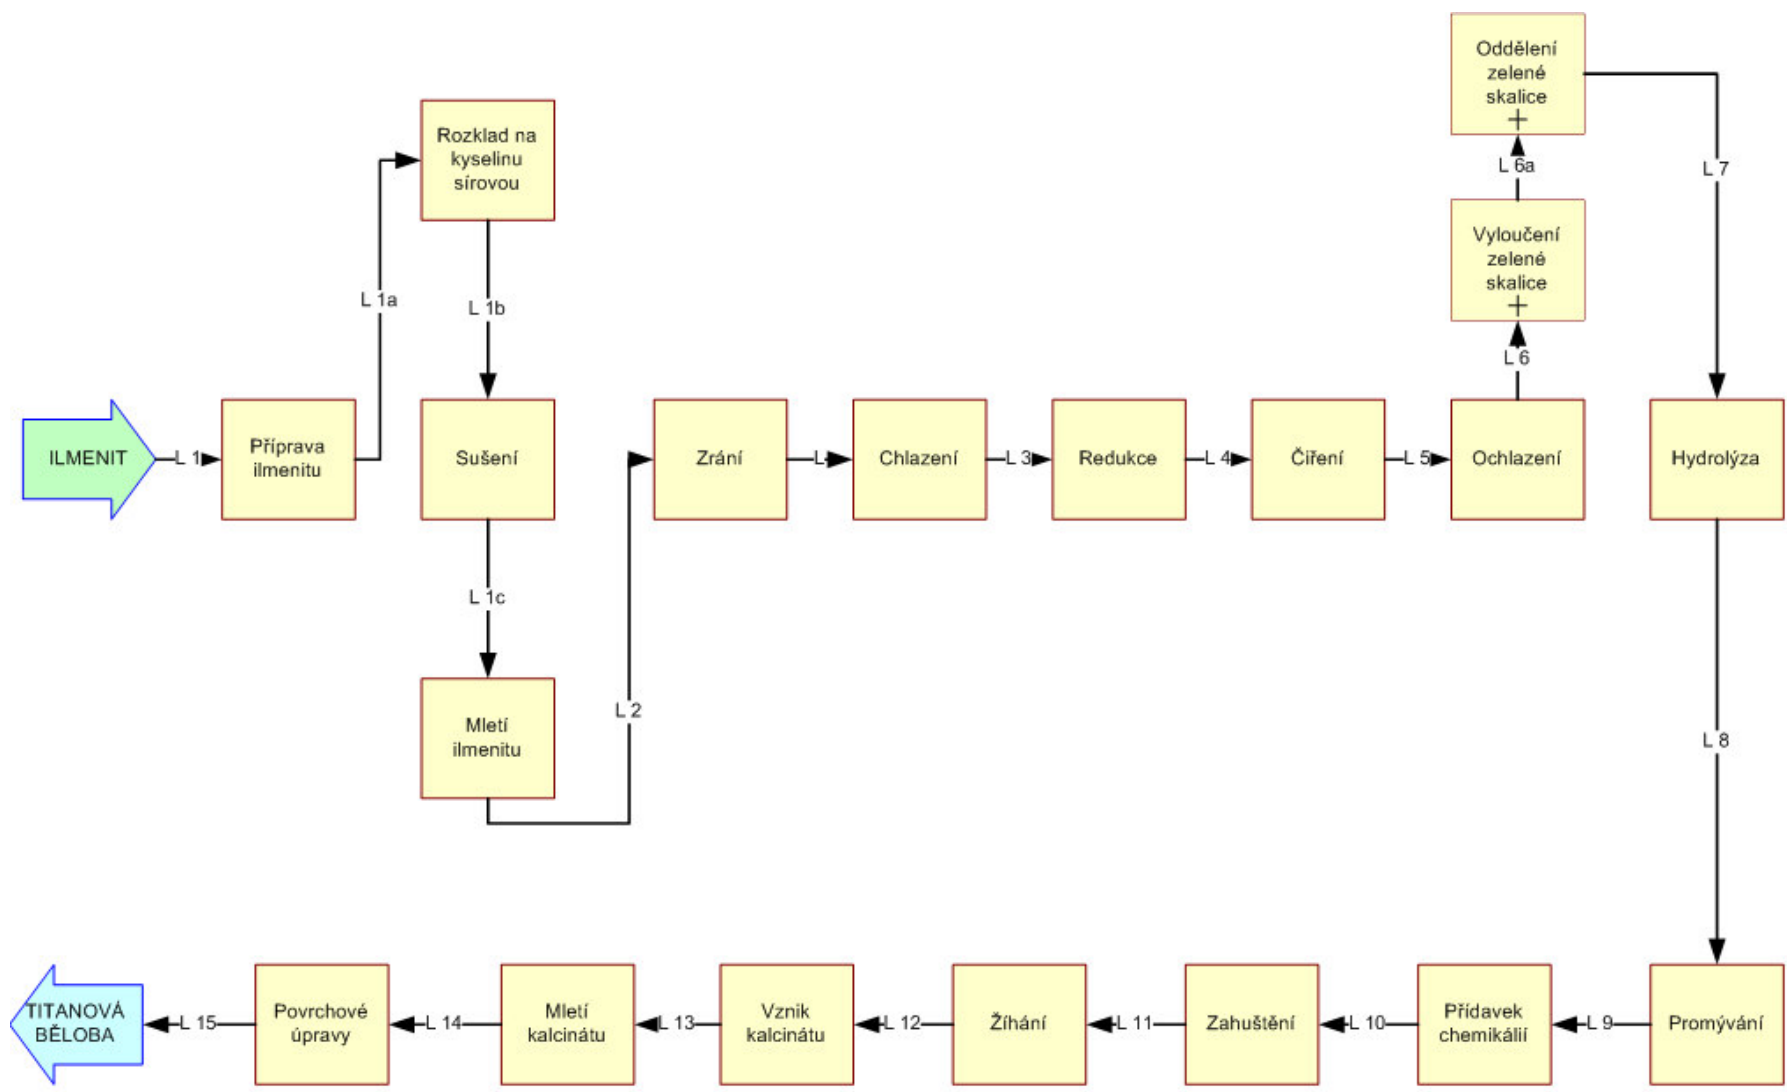 ILMENIT
L 1
Příprava
ilmenitu
L 1a
Rozklad na
kyselinu
sírovou
L 1b
Sušení
L 1c
Mletí
ilmenitu
L 2
Zrání
L
Chlazení
L 3
Redukce
L 4
Čiření
L 5
Ochlazení
L 6
Vyloučení
zelené
skalice
L 6a
Oddělení
zelené
skalice
L 7
Hydrolýza
L 8
Promývání
L 9
Přídavek
chemikálií
L 10
Zahuštění
L 11
Žíhání
L 12
Vznik
kalcinátu
L 13
Mletí
kalcinátu
L 14
Povrchové
úpravy
L 15
TITANOVÁ
BĚLOBA